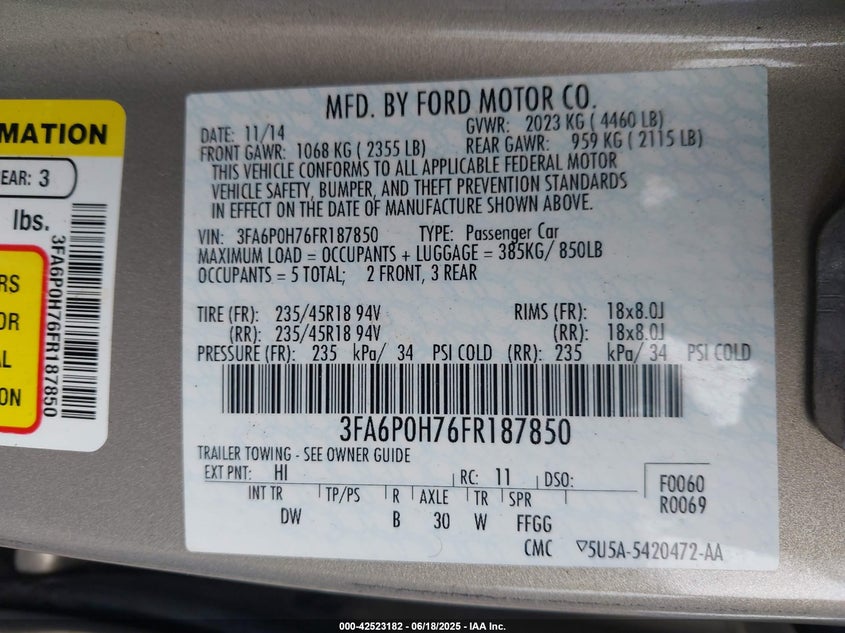 RMATION
EAR: 3
lbs.
RS
OR
AL
ON
3FA6P0H76FR187850
MFD. BY FORD MOTOR CO.
DATE: 11/14 GVWR: 2023 KG ( 4460 LB)
FRONT GAWR: 1068 KG ( 2355 LB) REAR GAWR: 959 KG ( 2115 LB)
THIS VEHICLE CONFORMS TO ALL APPLICABLE FEDERAL MOTOR
VEHICLE SAFETY, BUMPER, AND THEFT PREVENTION STANDARDS
IN EFFECT ON THE DATE OF MANUFACTURE SHOWN ABOVE.
VIN: 3FA6P0H76FR187850 TYPE: Passenger Car
MAXIMUM LOAD = OCCUPANTS + LUGGAGE = 385KG/ 850LB
OCCUPANTS = 5 TOTAL; 2 FRONT, 3 REAR
TIRE (FR): 235/45R18 94V RIMS (FR): 18x8.0J
(RR): 235/45R18 94V (RR): 18x8.0J
PRESSURE (FR): 235 kPa/ 34 PSI COLD (RR): 235 kPa/ 34 PSI COLD
3FA6P0H76FR187850
TRAILER TOWING - SEE OWNER GUIDE
EXT PNT: HI RC: 11 DSO: F0060
INT TR TP/PS R AXLE TR SPR R0069
DW B 30 W FFGG
CMC ▽5U5A-5420472-AA
000-42523182 - 06/18/2025 - IAA Inc.